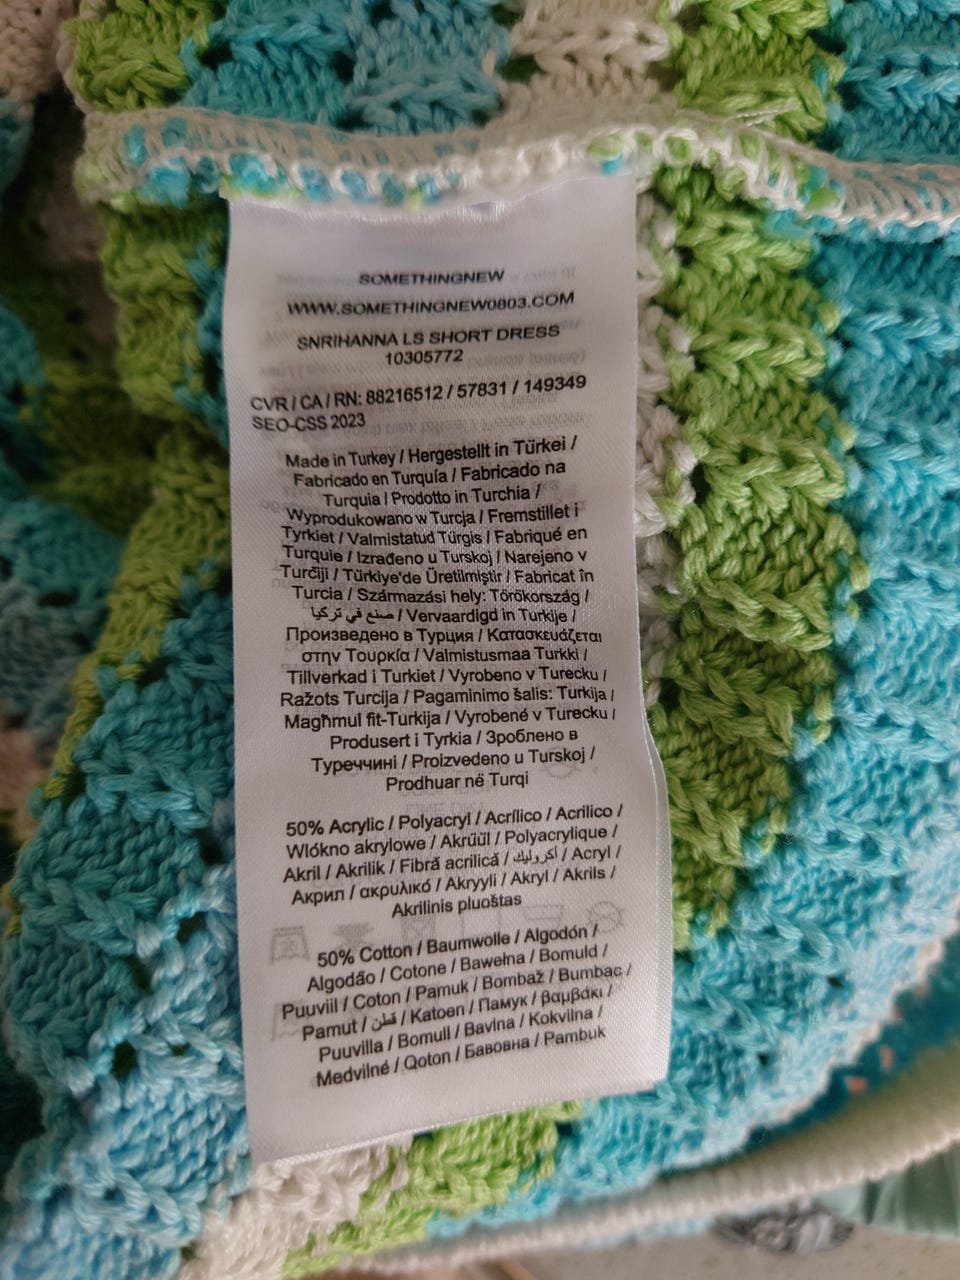 SOMETHINGNEW
WWW.SOMETHINGNEW0803.COM
SNRIHANNA LS SHORT DRESS
10305772
CVR / CA / RN: 88216512 / 57831 / 149349
SEO-CSS 2023
Made in Turkey / Hergestellt in Türkei /
Fabricado en Turquía / Fabricado na
Turquia / Prodotto in Turchia /
Wyprodukowano w Turcja / Fremstillet i
Tyrkiet / Valmistatud Türgis / Fabriqué en
Turquie / Izrađeno u Turskoj / Narejeno v
Turčiji / Türkiye'de Üretilmiştir / Fabricat în
Turcia / Származási hely: Törökország /
صنع في تركيا / Vervaardigd in Turkije /
Произведено в Турция / Κατασκευάζεται
στην Τουρκία / Valmistusmaa Turkki /
Tillverkad i Turkiet / Vyrobeno v Turecku /
Ražots Turcija / Pagaminimo šalis: Turkija /
Magħmul fit-Turkija / Vyrobené v Turecku /
Produsert i Tyrkia / Зроблено в
Туреччині / Proizvedeno u Turskoj /
Prodhuar në Turqi
50% Acrylic / Polyacryl / Acrílico / Acrilico /
Wlókno akrylowe / Akrüül / Polyacrylique /
Akril / Akrilik / Fibră acrilică / أكروليك / Acryl /
Акрил / ακρυλικό / Akryyli / Akryl / Akrils /
Akrilinis pluoštas
50% Cotton / Baumwolle / Algodón /
Algodão / Cotone / Bawełna / Bomuld /
Puuviil / Coton / Pamuk / Bombaž / Bumbac /
Pamut / قطن / Katoen / Памук / βαμβάκι /
Puuvilla / Bomull / Bavlna / Kokvilna /
Medvilné / Qoton / Бавовна / Pambuk